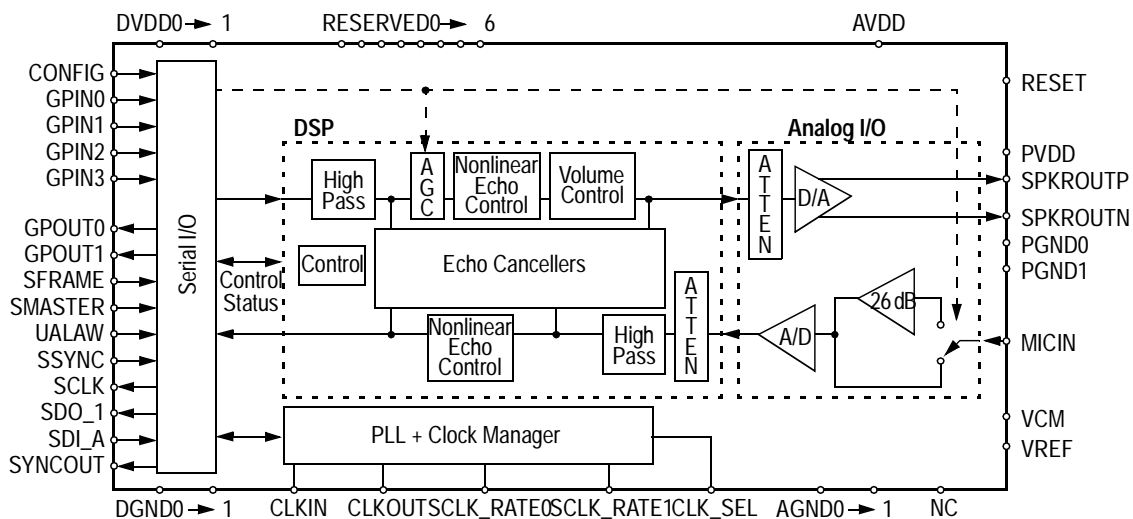 DVDD0→ 1
RESERVED0→ 6
AVDD
CONFIG
GPIN0
GPIN1
GPIN2
GPIN3
GPOUT0
GPOUT1
SFRAME
SMASTER
UALAW
SSYNC
SCLK
SDO_1
SDI_A
SYNCOUT
Serial I/O
Control
Status
DSP
High
Pass
AGC
Nonlinear
Echo
Control
Volume
Control
Control
Echo Cancellers
Nonlinear
Echo
Control
High
Pass
ATTEN
Analog I/O
ATTEN
D/A
26 dB
A/D
RESET
PVDD
SPKROUTP
SPKROUTN
PGND0
PGND1
MICIN
VCM
VREF
PLL + Clock Manager
DGND0→ 1
CLKIN
CLKOUT
SCLK_RATE0
SCLK_RATE1
CLK_SEL
AGND0→ 1
NC